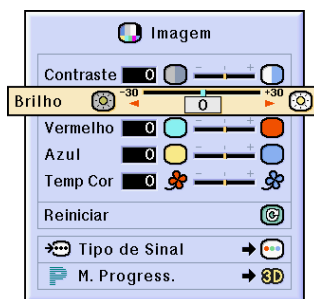 Imagem
Contraste 0 - +
Brilho -30 0 +30
Vermelho 0 - +
Azul 0 - +
Temp Cor 0 - +
Reiniciar
Tipo de Sinal
P M. Progress. 3D